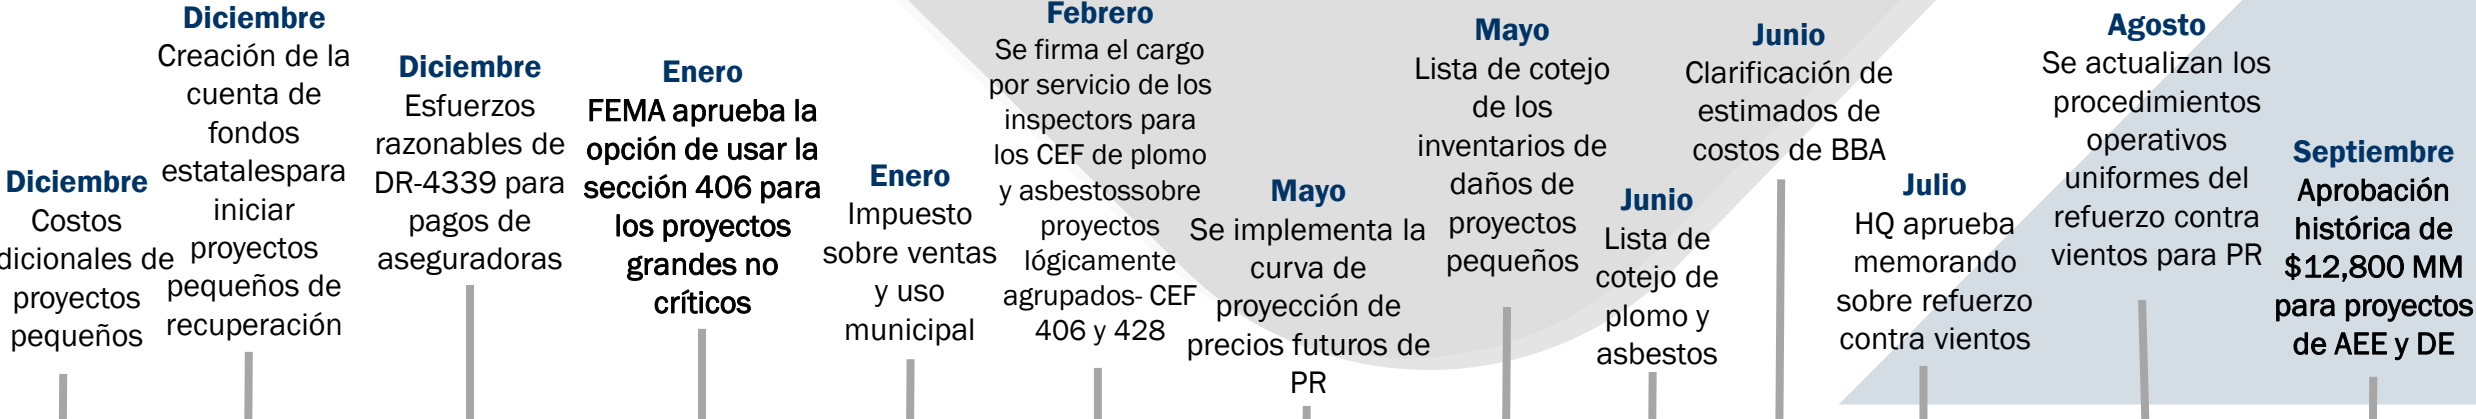 Diciembre
Costos
dicionales de
proyectos
pequeños
Diciembre
Creación de la
cuenta de
fondos
estatalespara
iniciar
proyectos
pequeños de
recuperación
Diciembre
Esfuerzos
razonables de
DR-4339 para
pagos de
aseguradoras
Enero
FEMA aprueba la
opción de usar la
sección 406 para
los proyectos
grandes no
críticos
Enero
Impuesto
sobre ventas
y uso
municipal
Febrero
Se firma el cargo
por servicio de los
inspectors para
los CEF de plomo
y asbestossobre
proyectos
lógicamente
agrupados- CEF
406 y 428
Mayo
Se implementa la
curva de
proyección de
precios futuros de
PR
Mayo
Lista de cotejo
de los
inventarios de
daños de
proyectos
pequeños
Junio
Lista de
cotejo de
plomo y
asbestos
Junio
Clarificación de
estimados de
costos de BBA
Julio
HQ aprueba
memorando
sobre refuerzo
contra vientos
Agosto
Se actualizan los
procedimientos
operativos
uniformes del
refuerzo contra
vientos para PR
Septiembre
Aprobación
histórica de
$12,800 MM
para proyectos
de AEE y DE